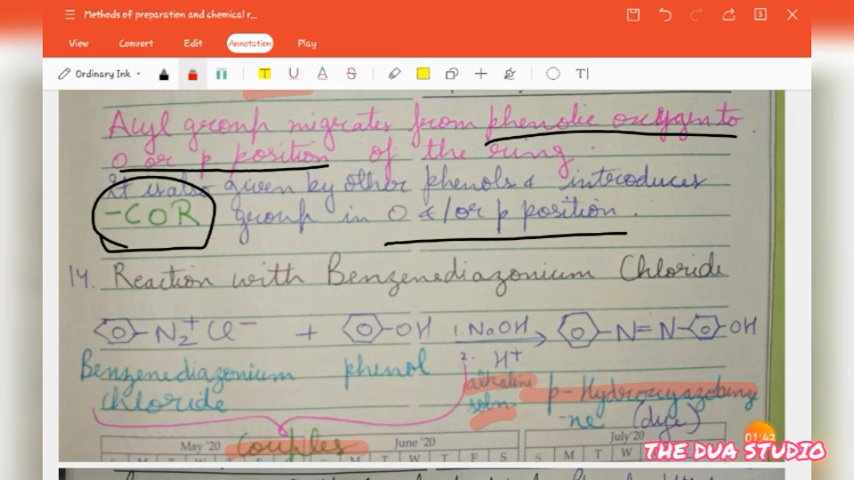 Methods of preparation and chemical r...
3
View Convert Edit Annotation Play
Ordinary Ink T U A S T|
Acyl group migrates from phenolic oxygen to
O or p position of the ring.
It is also given by other phenols & introduces
-COR group in O &/or p position.
14. Reaction with Benzenediazonium Chloride
N2+ Cl- + OH 1. NaOH N=N OH
2. H+
Benzenediazonium chloride phenol
alkaline soln. p-Hydroxyazobenzene (dye)
couples
May '20 June '20 July '20
S M T W T F S S M T W
01:42
THE DUA STUDIO